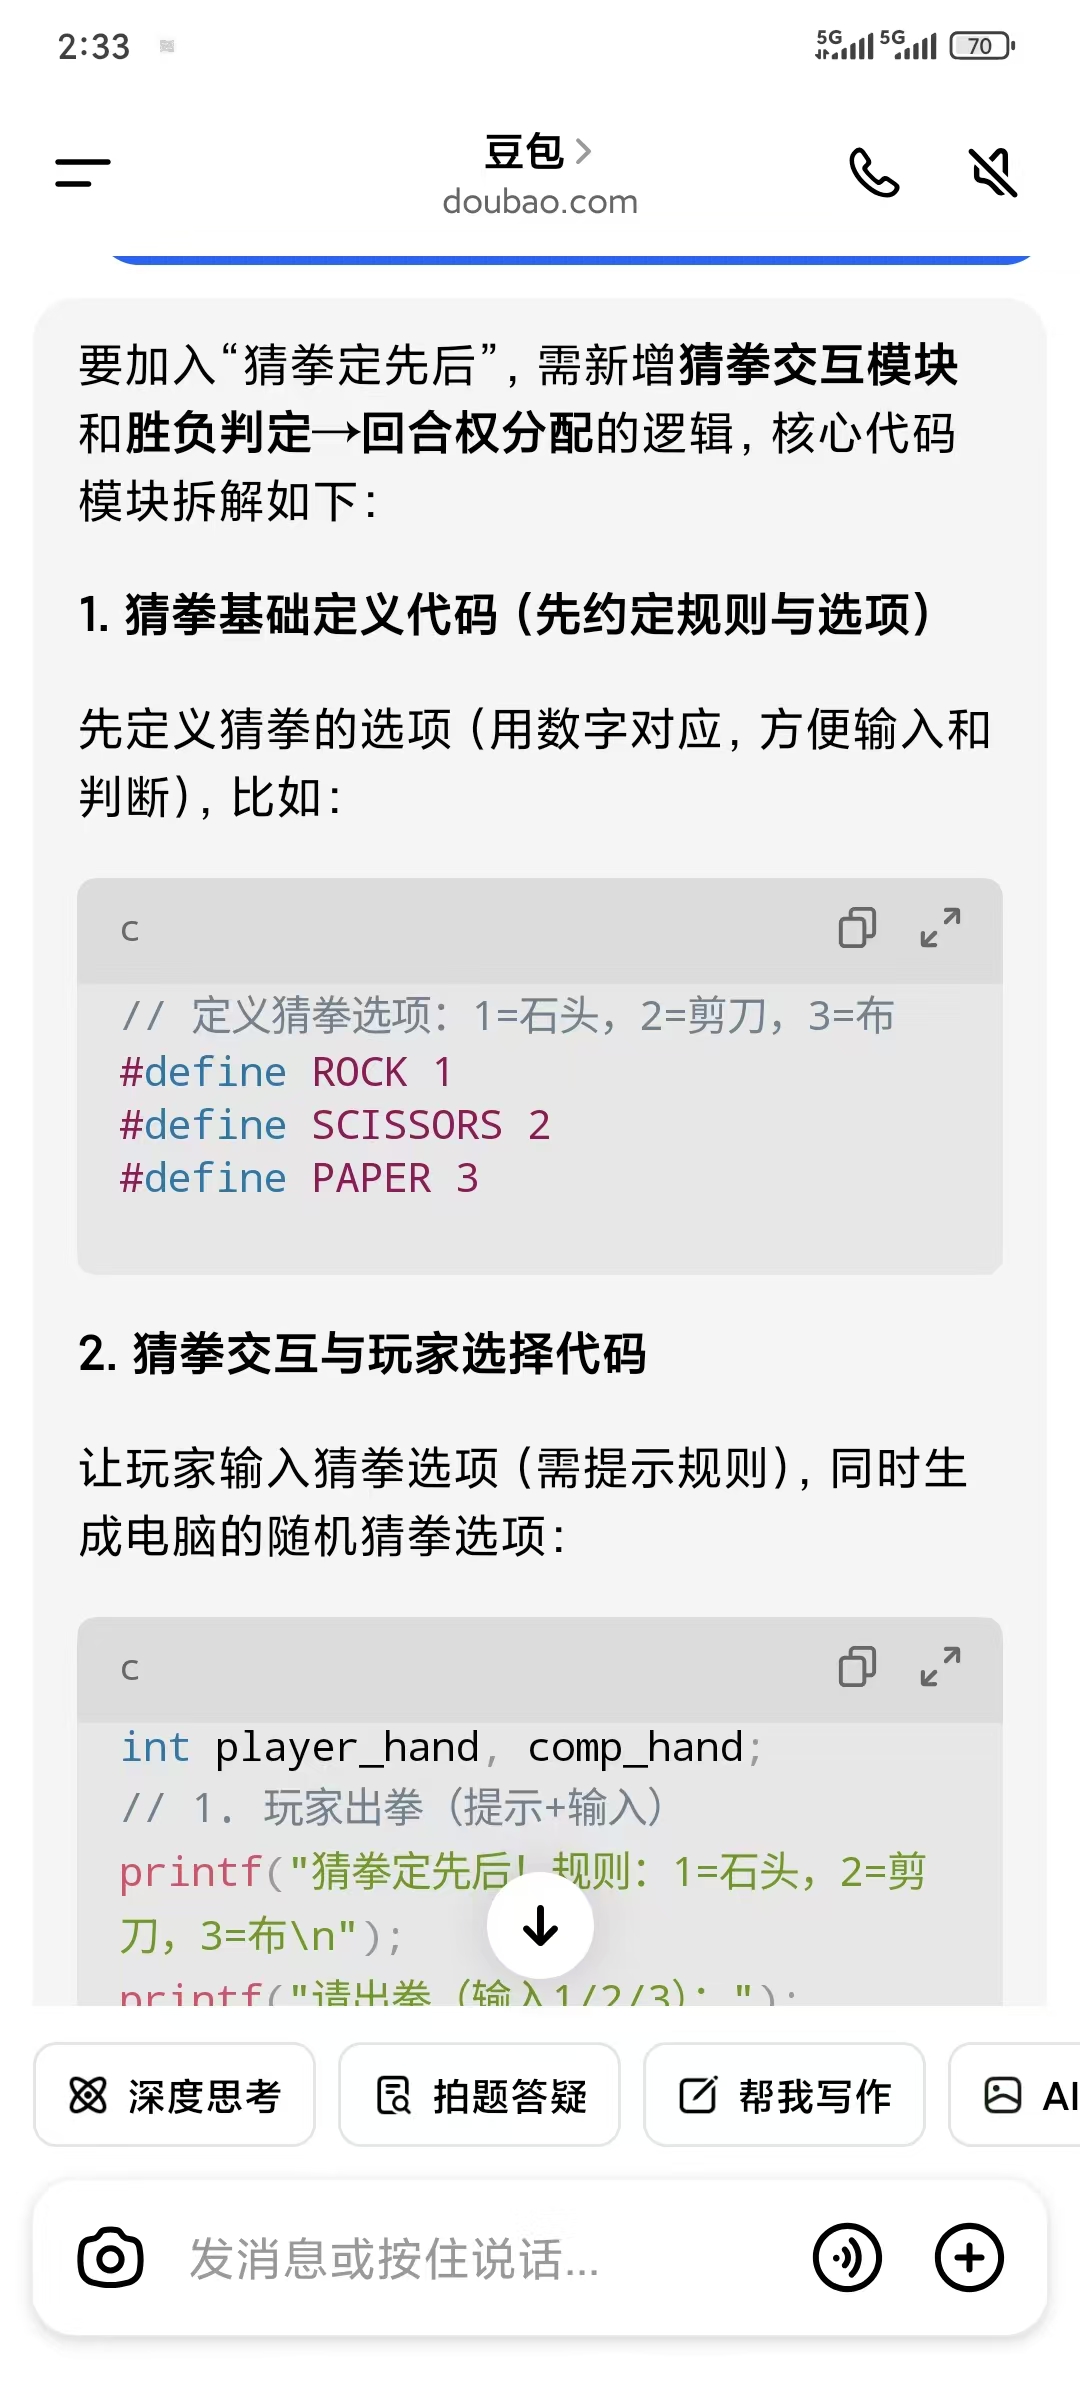 2:33
5G 5G 70
豆包
doubao.com
要加入“猜拳定先后”，需新增猜拳交互模块
和胜负判定→回合权分配的逻辑，核心代码
模块拆解如下：
1. 猜拳基础定义代码（先约定规则与选项）
先定义猜拳的选项（用数字对应，方便输入和
判断），比如：
c
// 定义猜拳选项：1=石头，2=剪刀，3=布
#define ROCK 1
#define SCISSORS 2
#define PAPER 3
2. 猜拳交互与玩家选择代码
让玩家输入猜拳选项（需提示规则），同时生
成电脑的随机猜拳选项：
c
int player_hand, comp_hand;
// 1. 玩家出拳（提示+输入）
printf("猜拳定先后！规则：1=石头，2=剪
刀，3=布\n");
printf("请出拳（输入1/2/3）：");
深度思考 拍题答疑 帮我写作 AI
发消息或按住说话...